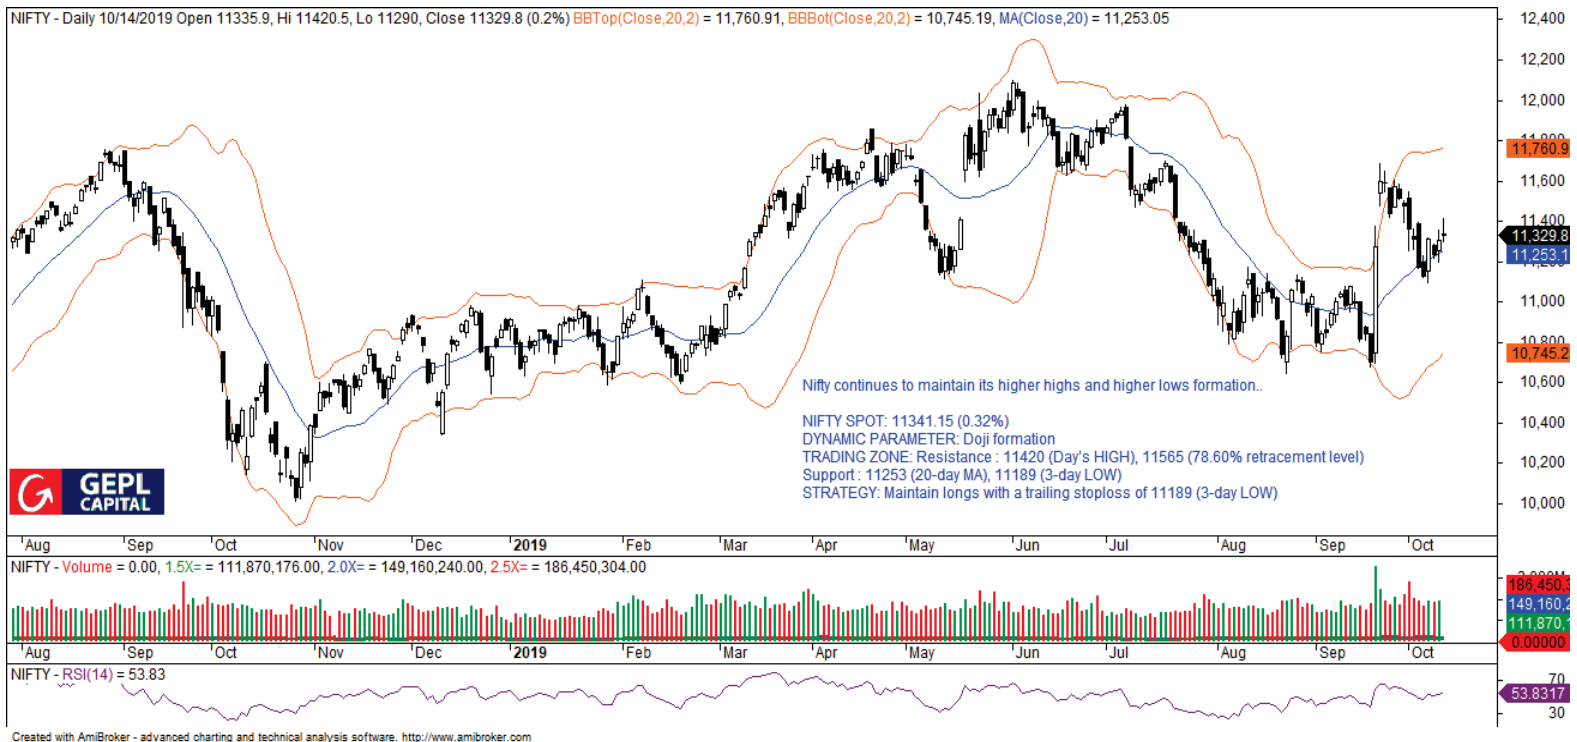 NIFTY - Daily 10/14/2019 Open 11335.9, Hi 11420.5, Lo 11290, Close 11329.8 (0.2%) BBTop(Close,20,2) = 11,760.91, BBBot(Close,20,2) = 10,745.19, MA(Close,20) = 11,253.05
12,400
12,200
12,000
11,760.9
11,600
11,400
11,329.8
11,253.1
11,000
10,800
10,745.2
10,600
10,400
10,200
10,000
Nifty continues to maintain its higher highs and higher lows formation..
NIFTY SPOT: 11341.15 (0.32%)
DYNAMIC PARAMETER: Doji formation
TRADING ZONE: Resistance : 11420 (Day's HIGH), 11565 (78.60% retracement level)
Support : 11253 (20-day MA), 11189 (3-day LOW)
STRATEGY: Maintain longs with a trailing stoploss of 11189 (3-day LOW)
GEPL
CAPITAL
Aug Sep Oct Nov Dec 2019 Feb Mar Apr May Jun Jul Aug Sep Oct
NIFTY - Volume = 0.00, 1.5X= = 111,870,176.00, 2.0X= = 149,160,240.00, 2.5X= = 186,450,304.00
186,450,3
149,160,2
111,870,1
0.00000
Aug Sep Oct Nov Dec 2019 Feb Mar Apr May Jun Jul Aug Sep Oct
NIFTY - RSI(14) = 53.83
70
53.8317
30
Created with AmiBroker - advanced charting and technical analysis software. http://www.amibroker.com